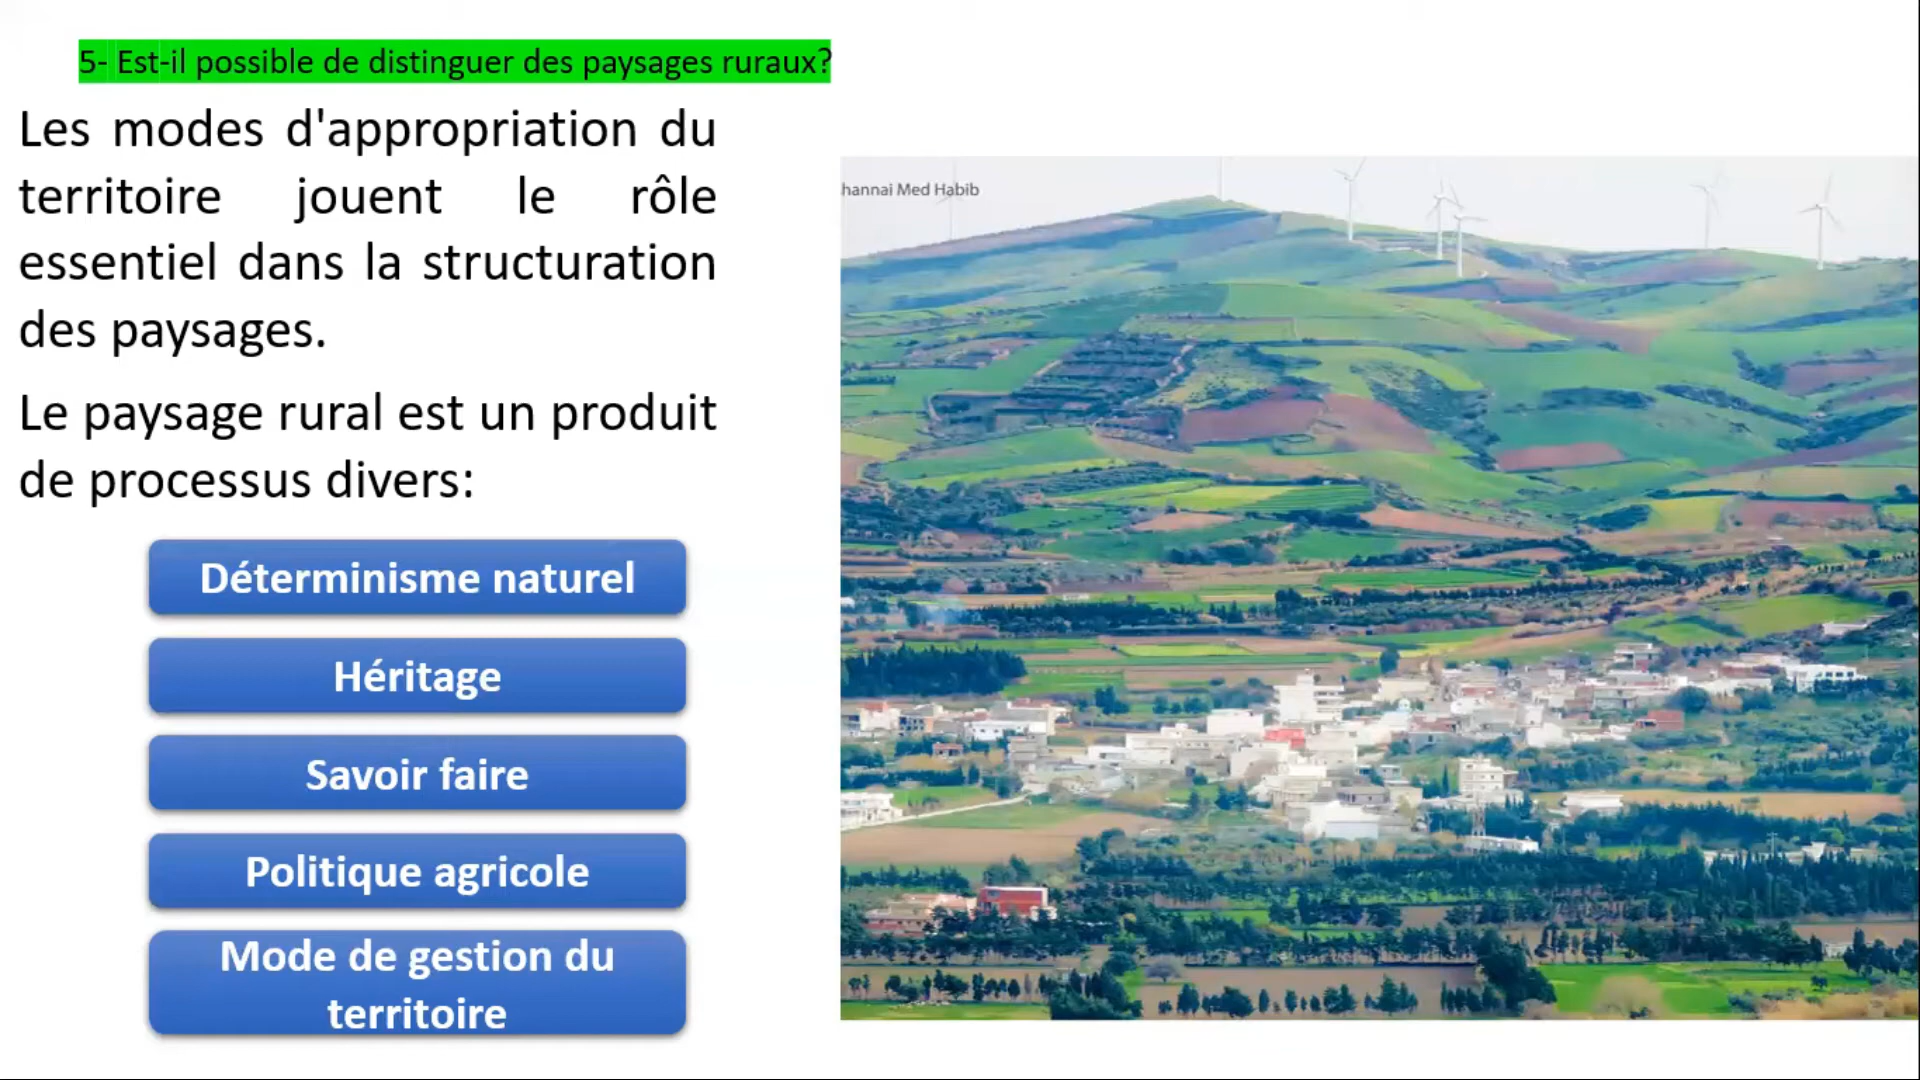 5- Est-il possible de distinguer des paysages ruraux?
Les modes d'appropriation du
territoire jouent le rôle
essentiel dans la structuration
des paysages.
Le paysage rural est un produit
de processus divers:
Déterminisme naturel
Héritage
Savoir faire
Politique agricole
Mode de gestion du
territoire
hannai Med Habib